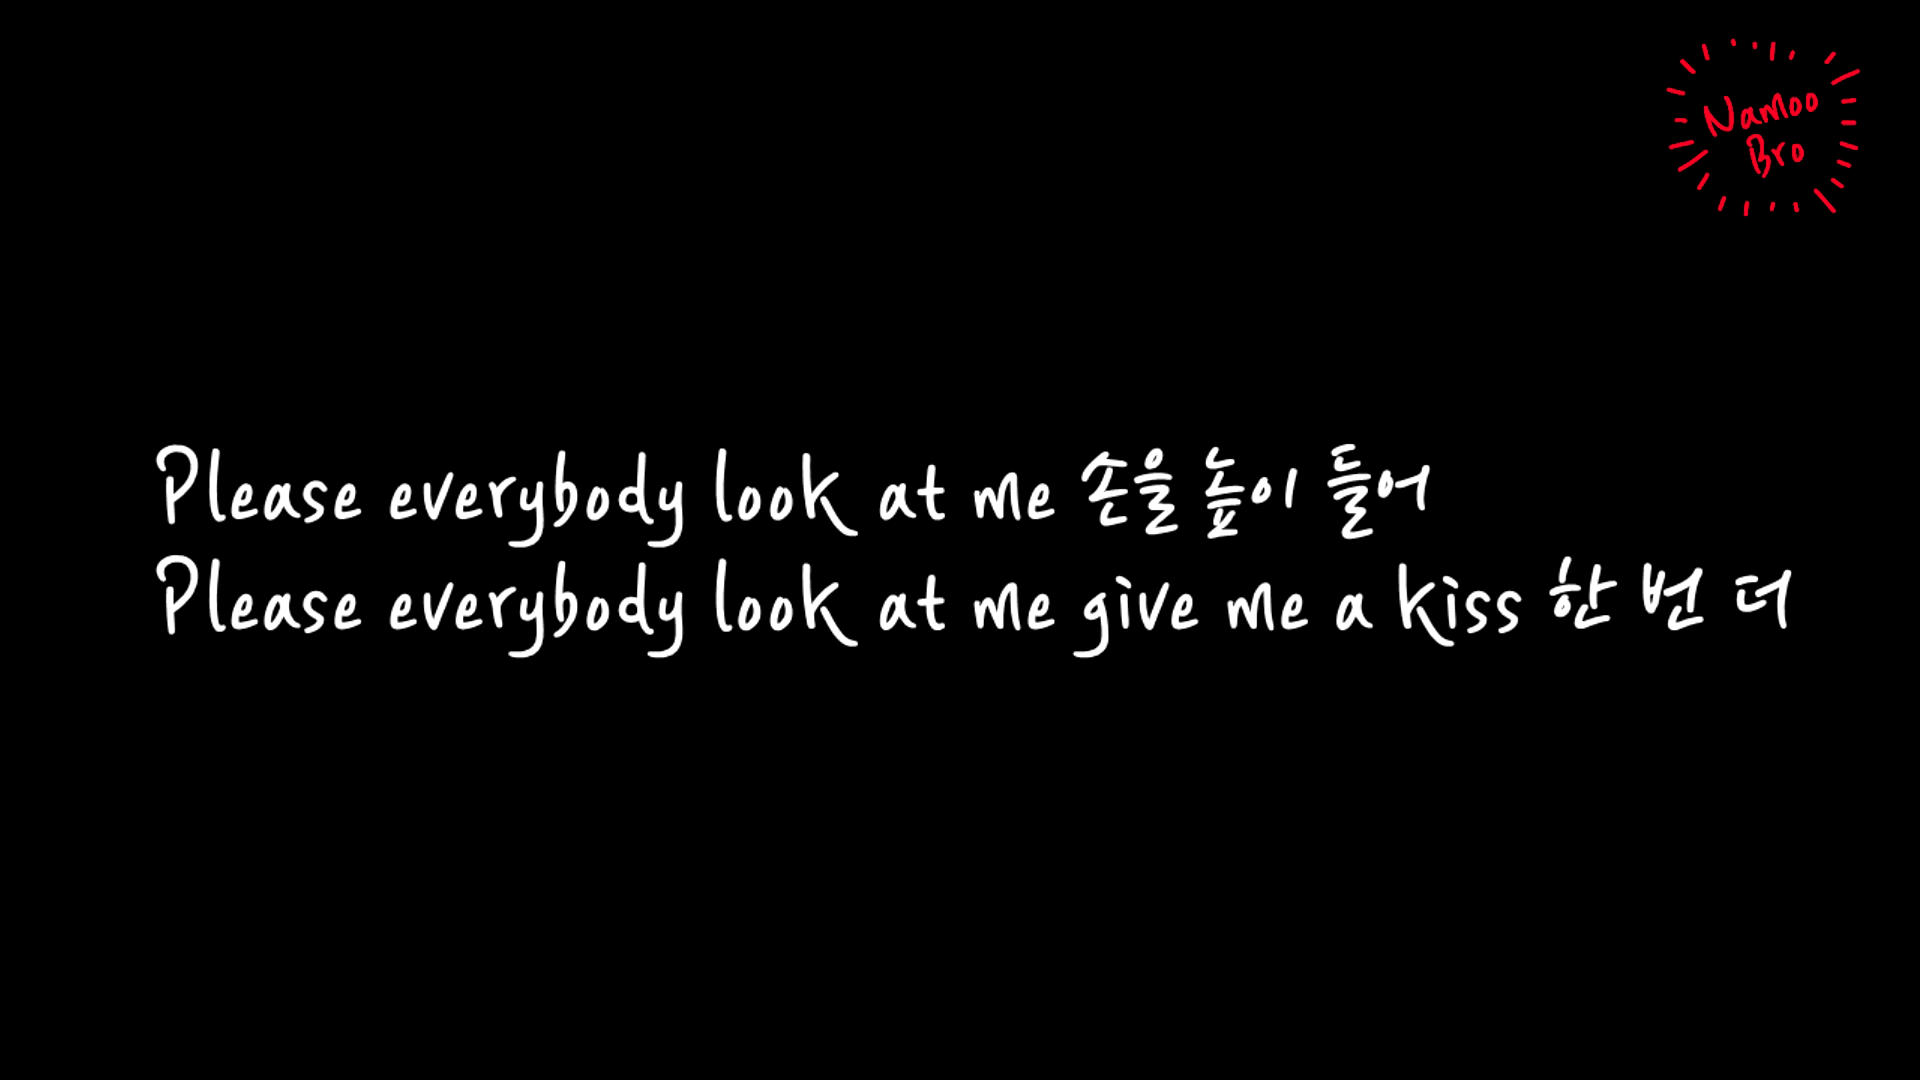 Namoo
Bro
Please everybody look at me 손을 높이 들어
Please everybody look at me give me a kiss 한 번 더